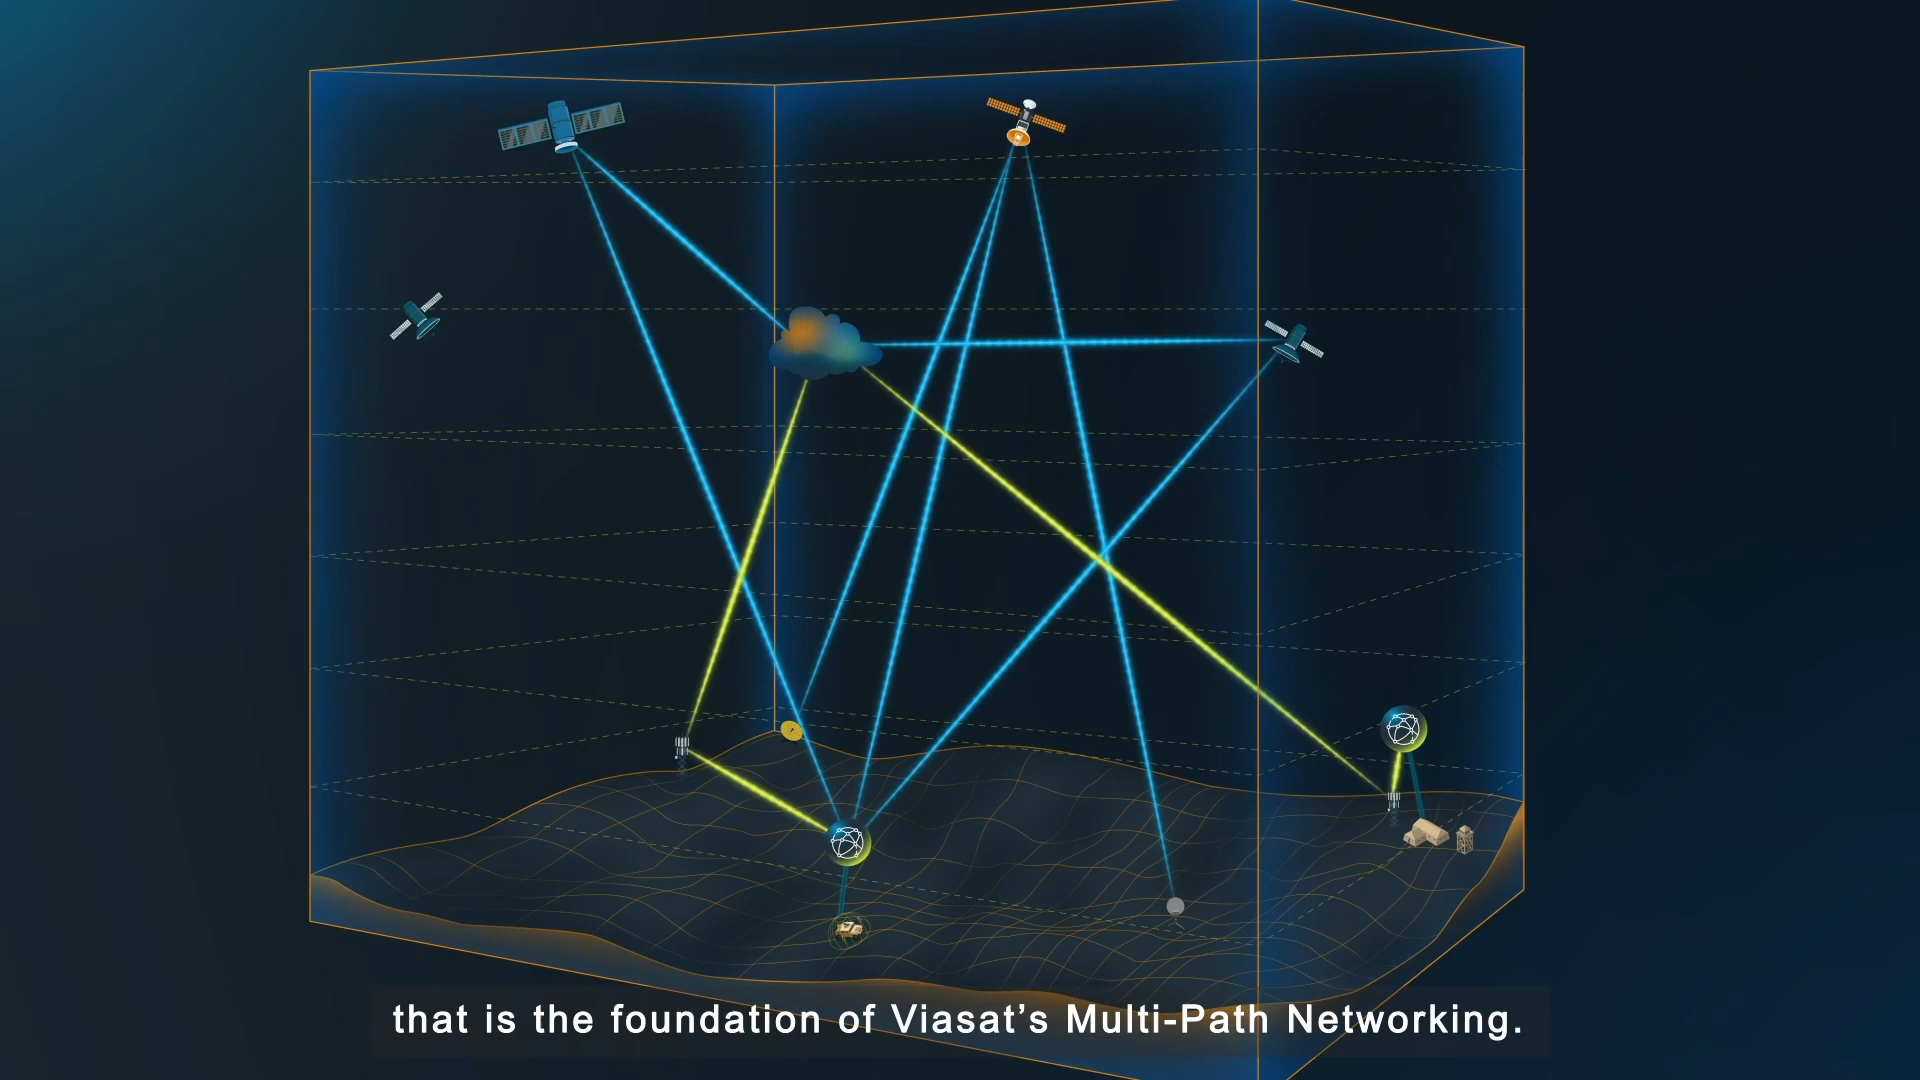 that is the foundation of Viasat’s Multi-Path Networking.